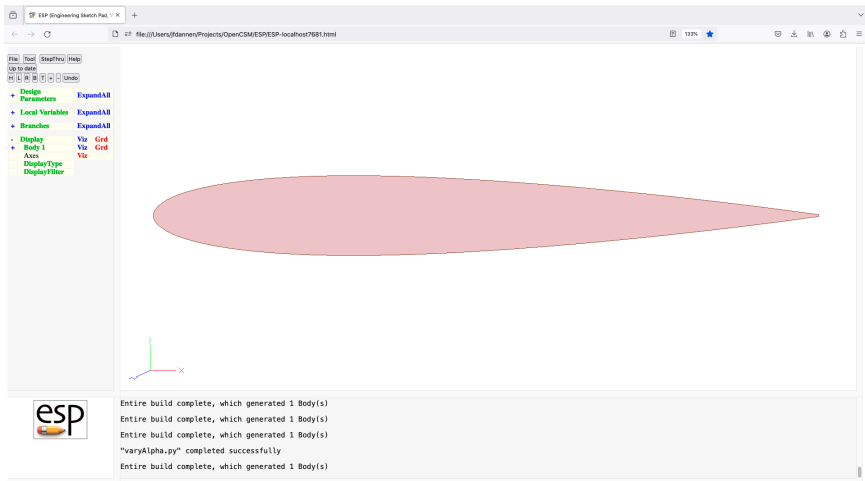 ESP (Engineering Sketch Pad, V
file:///Users/jfdannen/Projects/OpenCSM/ESP/ESP-localhost7681.html
133%
File Tool StepThru Help
Up to date
H L R B T + - Undo
+ Design Parameters ExpandAll
+ Local Variables ExpandAll
+ Branches ExpandAll
- Display Viz Grd
+ Body 1 Viz Grd
Axes Viz
DisplayType
DisplayFilter
y
x
esp
Entire build complete, which generated 1 Body(s)
Entire build complete, which generated 1 Body(s)
Entire build complete, which generated 1 Body(s)
"varyAlpha.py" completed successfully
Entire build complete, which generated 1 Body(s)